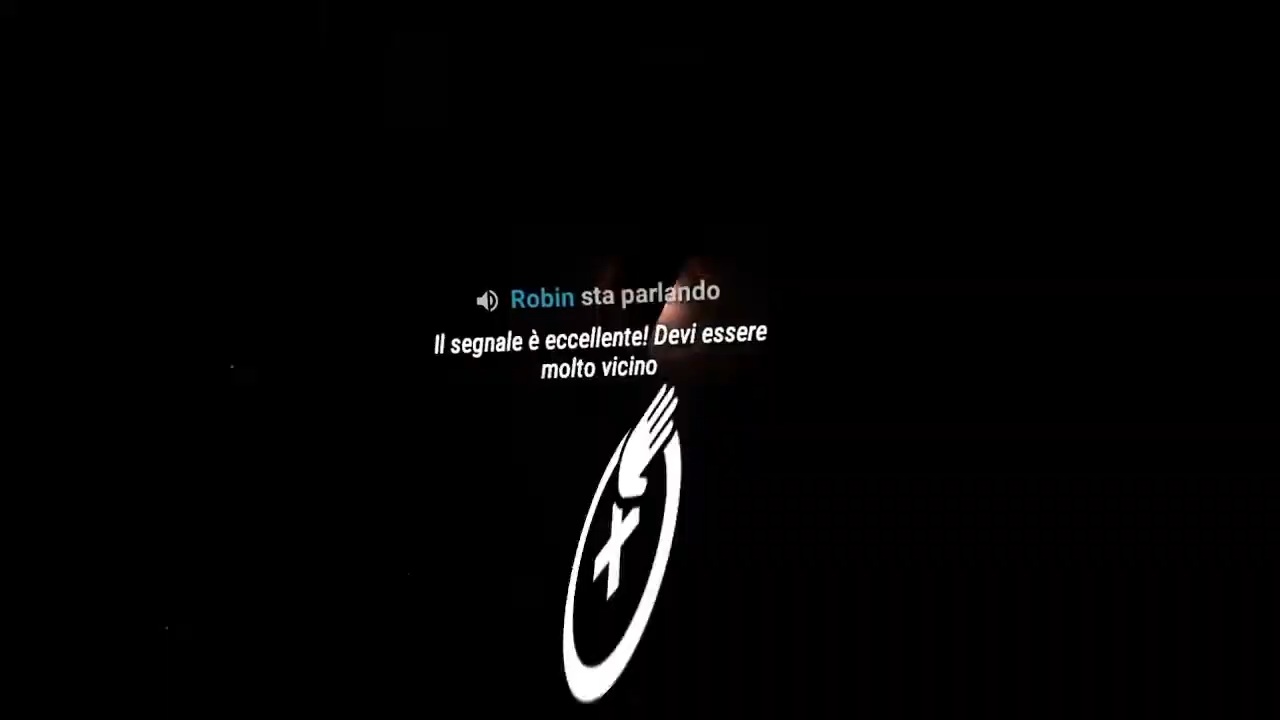 Robin sta parlando
Il segnale è eccellente! Devi essere
molto vicino
X